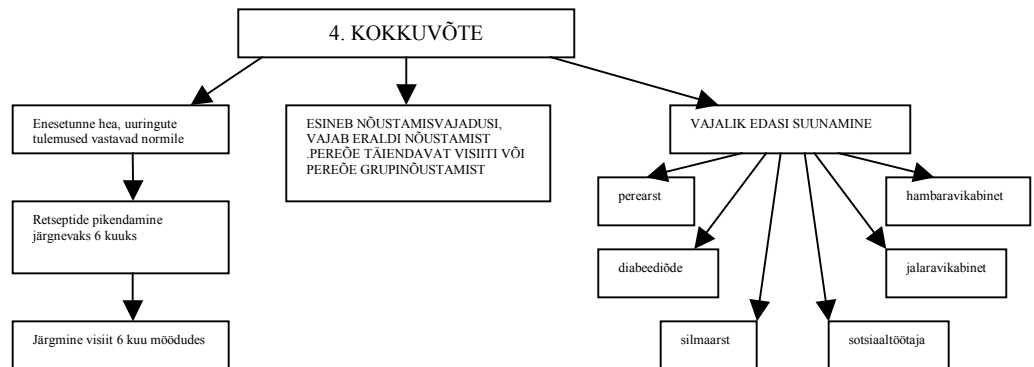 4. KOKKUVÕTE
Enesetunne hea, uuringute
tulemused vastavad normile
ESINEB NÕUSTAMISVAJADUSI,
VAJAB ERALDI NÕUSTAMIST
.PEREÕE TÄIENDAVAT VISIITI VÕI
PEREÕE GRUPINÕUSTAMIST
VAJALIK EDASI SUUNAMINE
Retseptide pikendamine
järgnevaks 6 kuuks
Järgmine visiit 6 kuu möödudes
perearst
hambaravikabinet
diabeediõde
jalaravikabinet
silmaarst
sotsiaaltöötaja